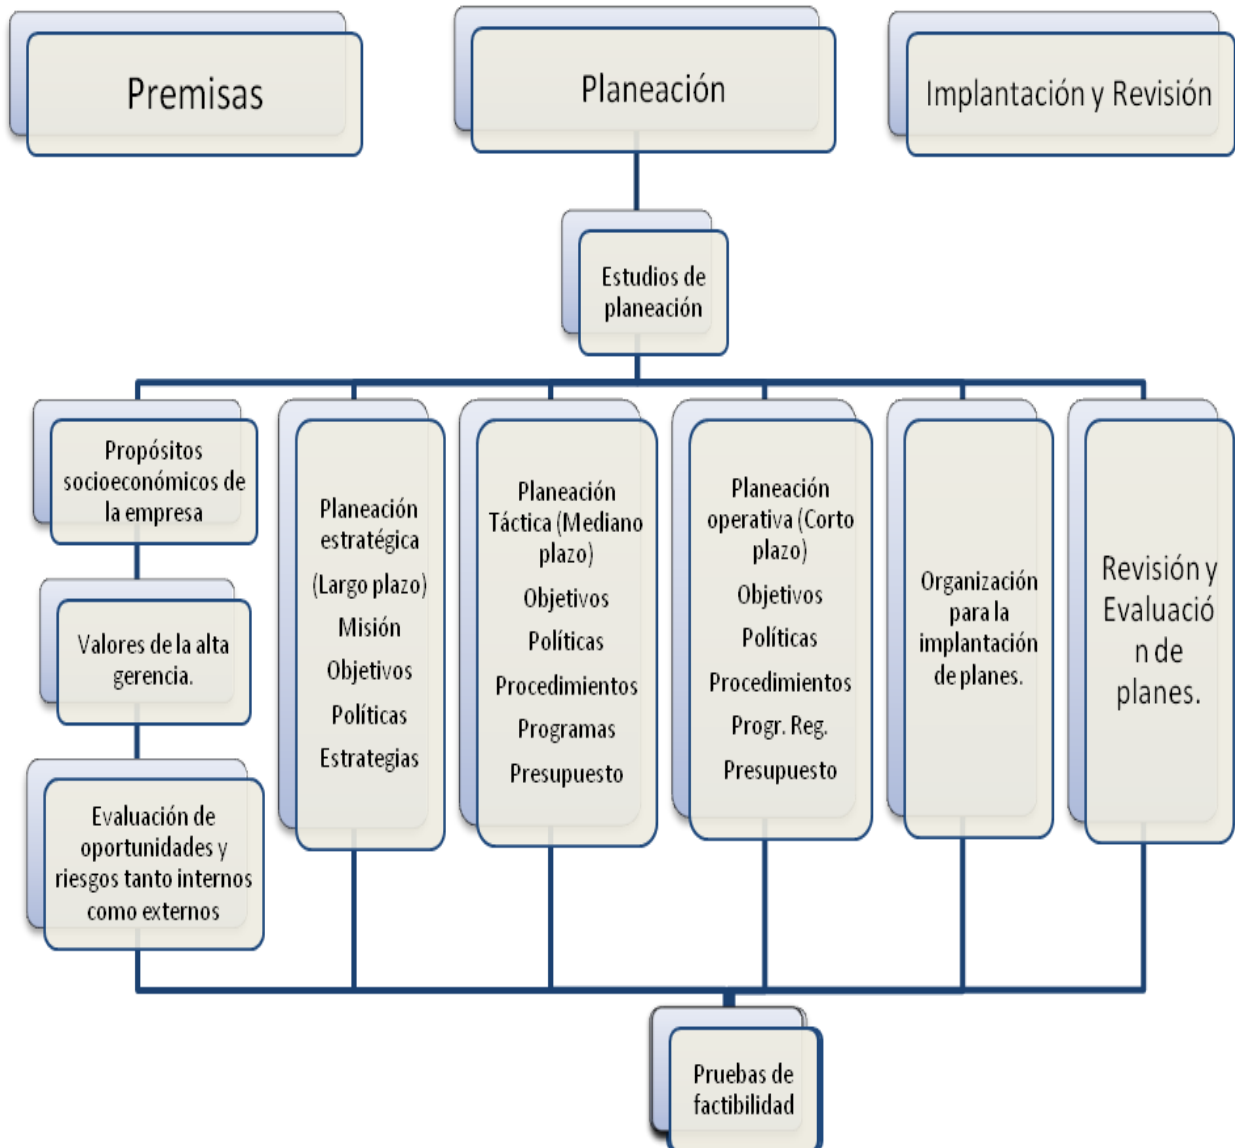 Premisas
Planeación
Implantación y Revisión
Estudios de
planeación
Propósitos
socioeconómicos de
la empresa
Valores de la alta
gerencia.
Evaluación de
oportunidades y
riesgos tanto internos
como externos
Planeación
estratégica
(Largo plazo)
Misión
Objetivos
Políticas
Estrategias
Planeación
Táctica (Mediano
plazo)
Objetivos
Políticas
Procedimientos
Programas
Presupuesto
Planeación
operativa (Corto
plazo)
Objetivos
Políticas
Procedimientos
Progr. Reg.
Presupuesto
Organización
para la
implantación
de planes.
Revisión y
Evaluació
n de
planes.
Pruebas de
factibilidad